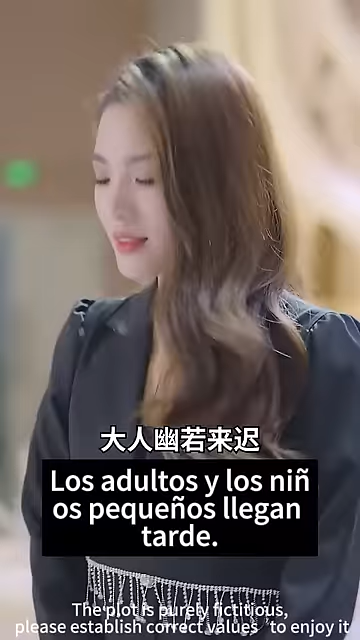 大人幽若来迟
Los adultos y los niñ
os pequeños llegan
tarde.
The plot is purely fictitious,
please establish correct values to enjoy it